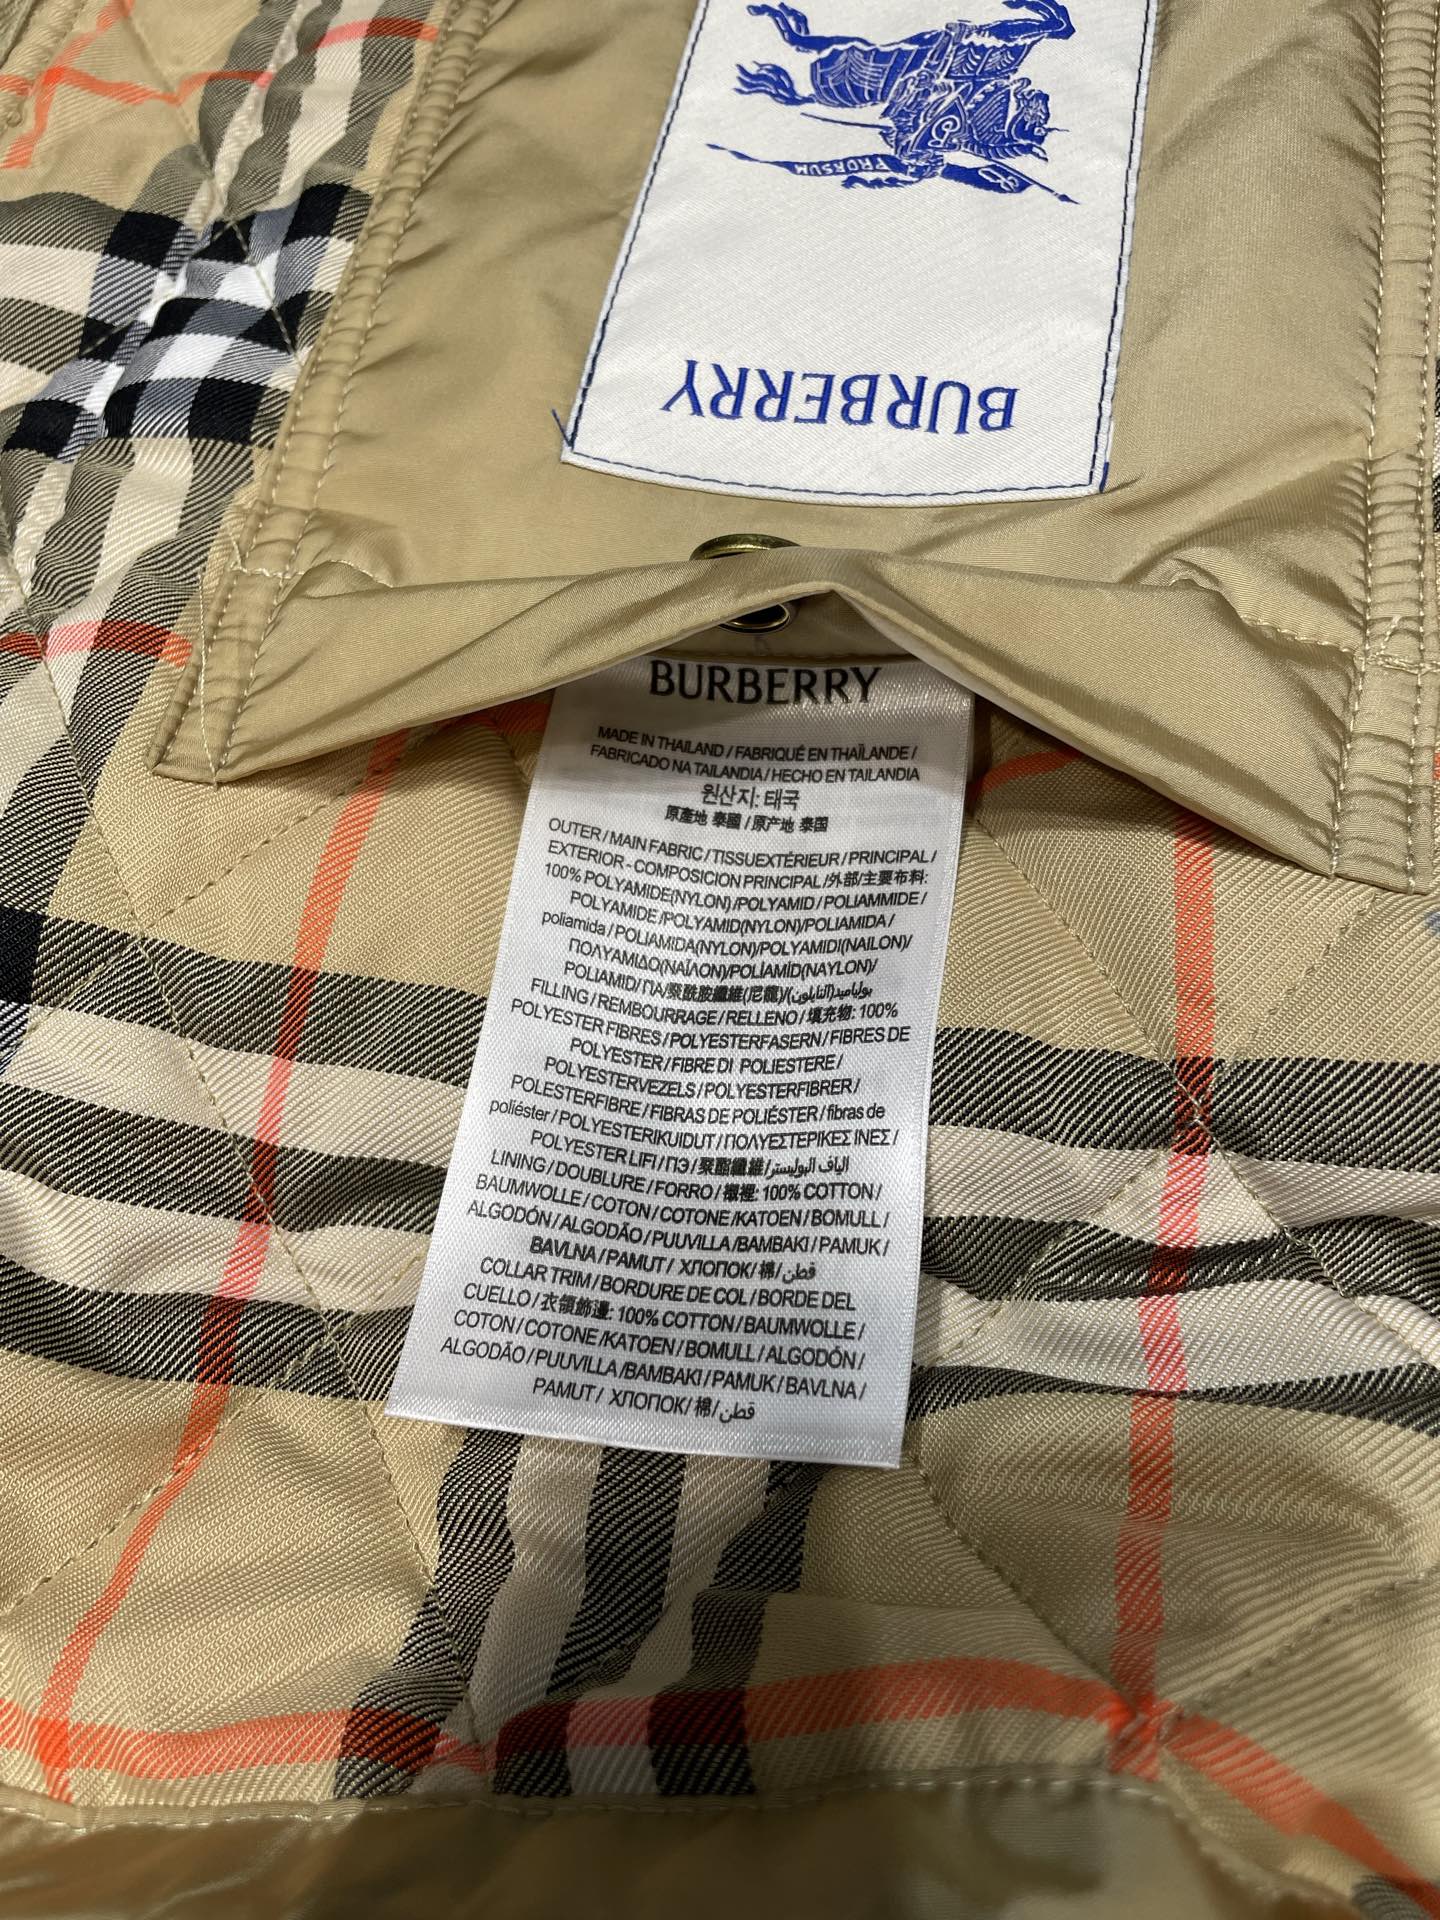 PRORSUM
BURBERRY
BURBERRY
MADE IN THAILAND / FABRIQUÉ EN THAÏLANDE /
FABRICADO NA TAILANDIA / HECHO EN TAILANDIA
원산지: 태국
原產地 泰國 / 原产地 泰国
OUTER / MAIN FABRIC / TISSUEXTÉRIEUR / PRINCIPAL /
EXTERIOR - COMPOSICION PRINCIPAL /外部/主要布料:
100% POLYAMIDE(NYLON) /POLYAMID / POLIAMMIDE /
POLYAMIDE /POLYAMID(NYLON)/POLIAMIDA /
poliamida / POLIAMIDA(NYLON)/POLYAMIDI(NAILON)/
ΠΟΛΥΑΜΙΔΟ(ΝΑΪΛΟΝ)/POLÍAMÍD(NAYLON)/
POLIAMID/ПА/聚酰胺纖維(尼龍)/بولياميد(النايلون)
FILLING / REMBOURRAGE / RELLENO / 填充物: 100%
POLYESTER FIBRES / POLYESTERFASERN / FIBRES DE
POLYESTER / FIBRE DI POLIESTERE /
POLYESTERVEZELS / POLYESTERFIBRER /
POLESTERFIBRE / FIBRAS DE POLIÉSTER / fibras de
poliéster / POLYESTERIKUIDUT / ΠΟΛΥΕΣΤΕΡΙΚΕΣ ΙΝΕΣ /
POLYESTER LIFI / ПЭ / 聚酯纖維/الياف البوليستر
LINING / DOUBLURE / FORRO / 襯裡: 100% COTTON /
BAUMWOLLE / COTON / COTONE /KATOEN / BOMULL /
ALGODÓN / ALGODÃO / PUUVILLA /BAMBAKI / PAMUK /
BAVLNA / PAMUT / ХЛОПОК/ 棉/قطن
COLLAR TRIM / BORDURE DE COL / BORDE DEL
CUELLO / 衣領飾邊: 100% COTTON / BAUMWOLLE /
COTON / COTONE /KATOEN / BOMULL / ALGODÓN /
ALGODÃO / PUUVILLA /BAMBAKI / PAMUK / BAVLNA /
PAMUT / ХЛОПОК/ 棉/قطن